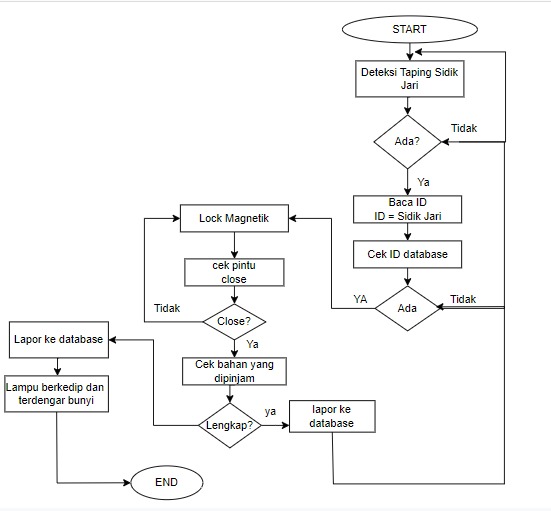 START
Deteksi Taping Sidik
Jari
Ada?
Tidak
Ya
Baca ID
ID = Sidik Jari
Cek ID database
Ada
YA
Tidak
Lock Magnetik
cek pintu
close
Close?
Tidak
Ya
Cek bahan yang
dipinjam
Lengkap?
ya
lapor ke
database
Lapor ke database
Lampu berkedip dan
terdengar bunyi
END